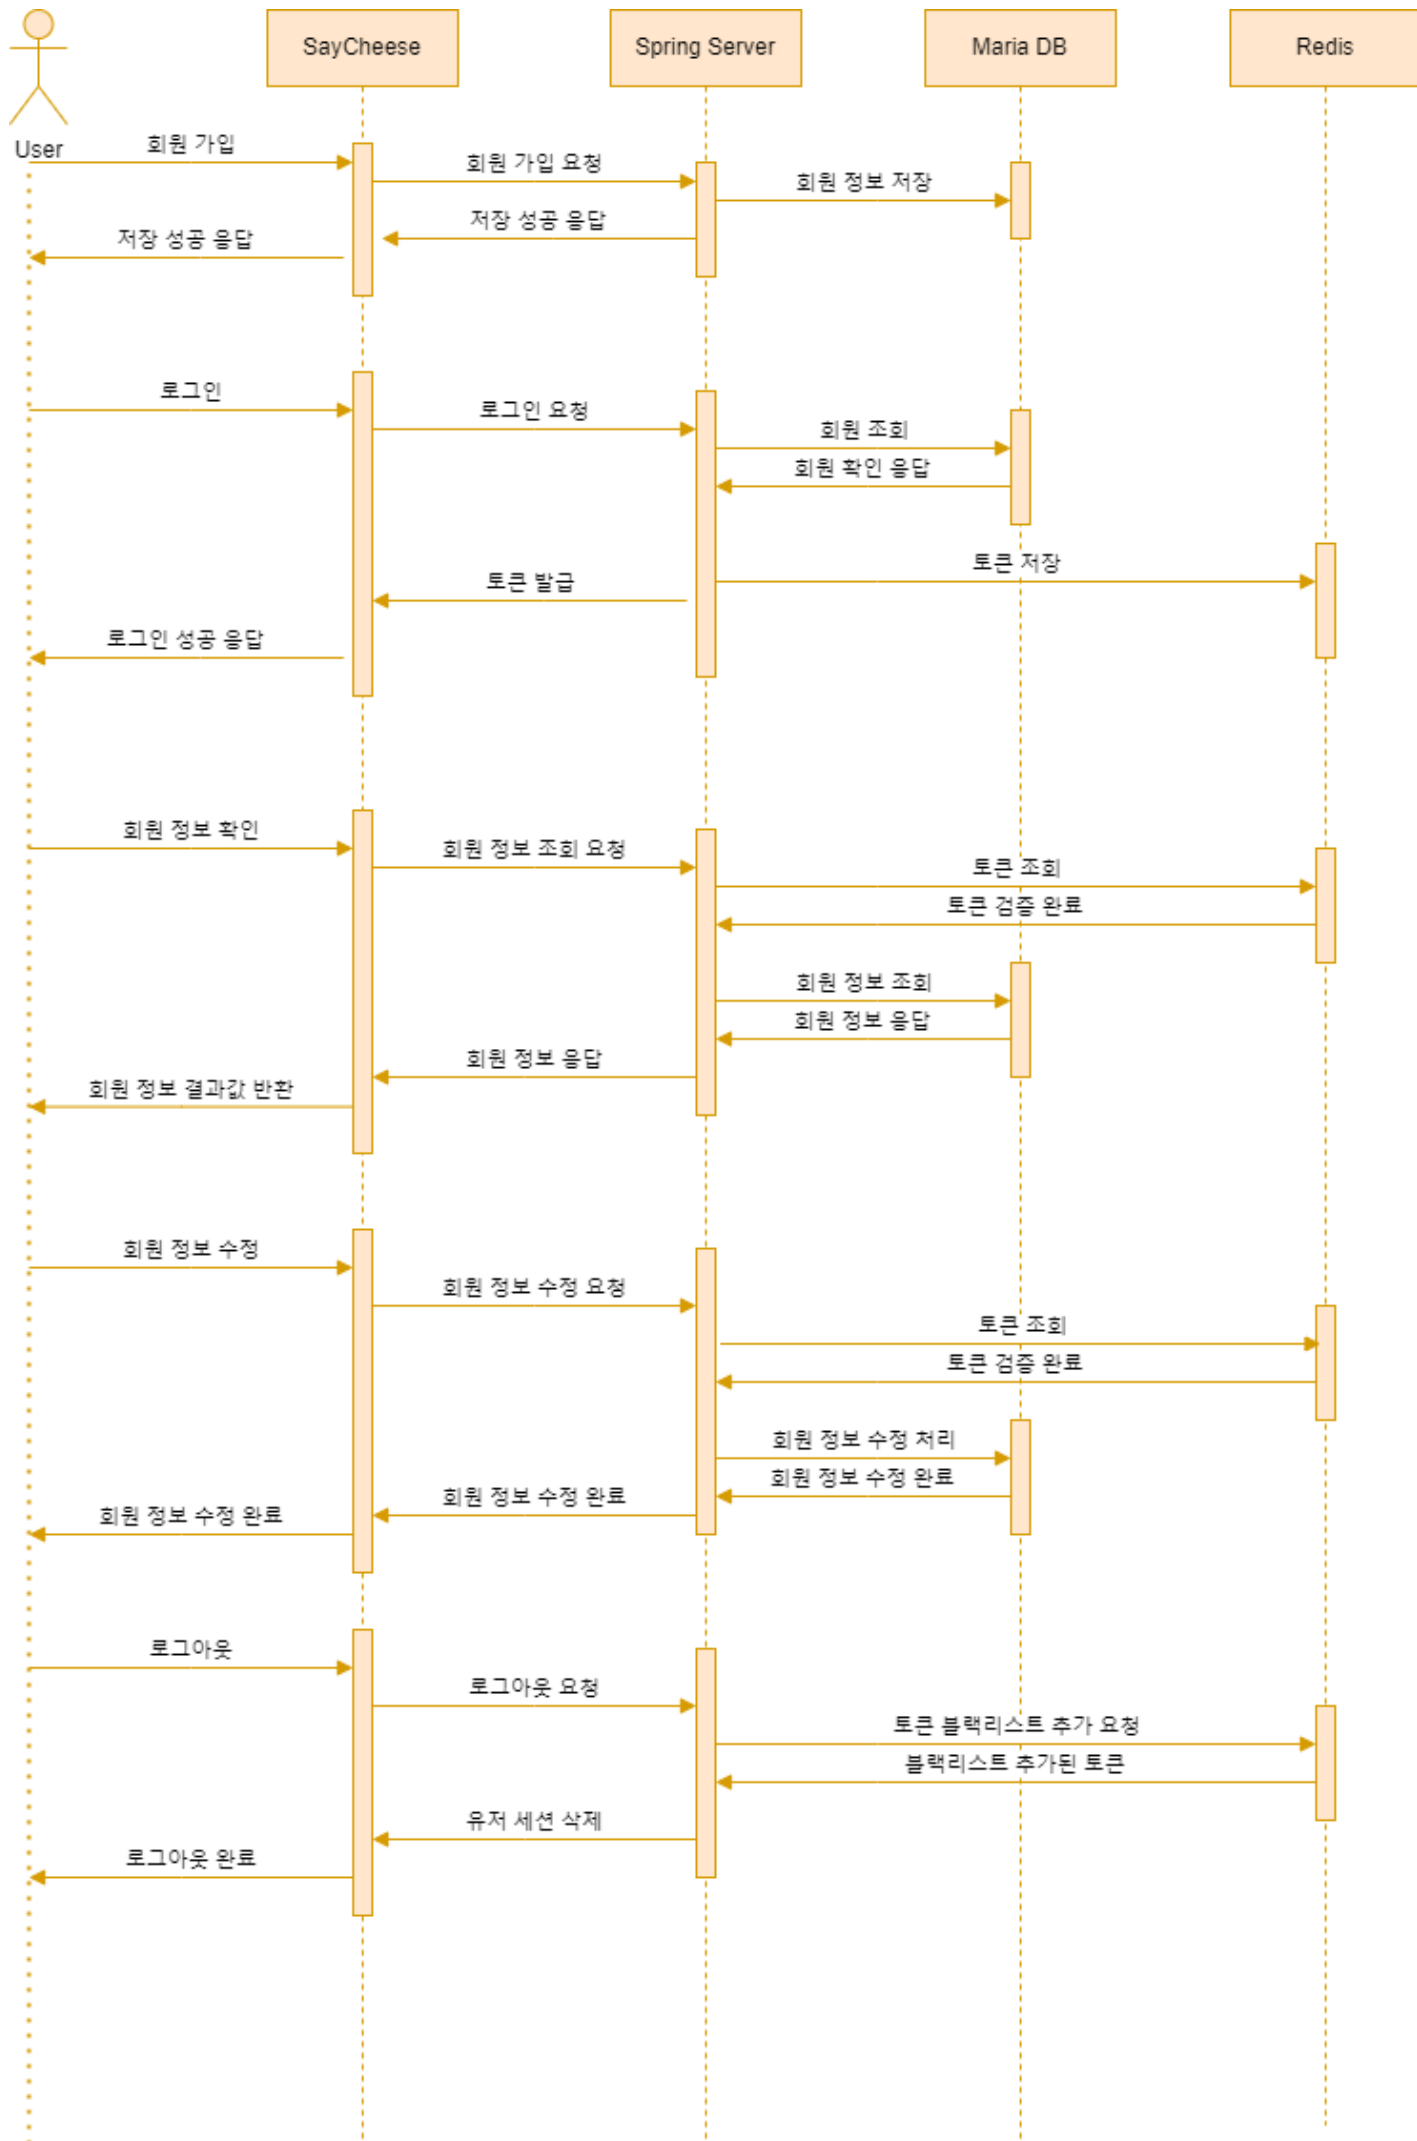 SayCheese
Spring Server
Maria DB
Redis
User
회원 가입
회원 가입 요청
회원 정보 저장
저장 성공 응답
저장 성공 응답
로그인
로그인 요청
회원 조회
회원 확인 응답
토큰 저장
토큰 발급
로그인 성공 응답
회원 정보 확인
회원 정보 조회 요청
토큰 조회
토큰 검증 완료
회원 정보 조회
회원 정보 응답
회원 정보 응답
회원 정보 결과값 반환
회원 정보 수정
회원 정보 수정 요청
토큰 조회
토큰 검증 완료
회원 정보 수정 처리
회원 정보 수정 완료
회원 정보 수정 완료
회원 정보 수정 완료
로그아웃
로그아웃 요청
토큰 블랙리스트 추가 요청
블랙리스트 추가된 토큰
유저 세션 삭제
로그아웃 완료